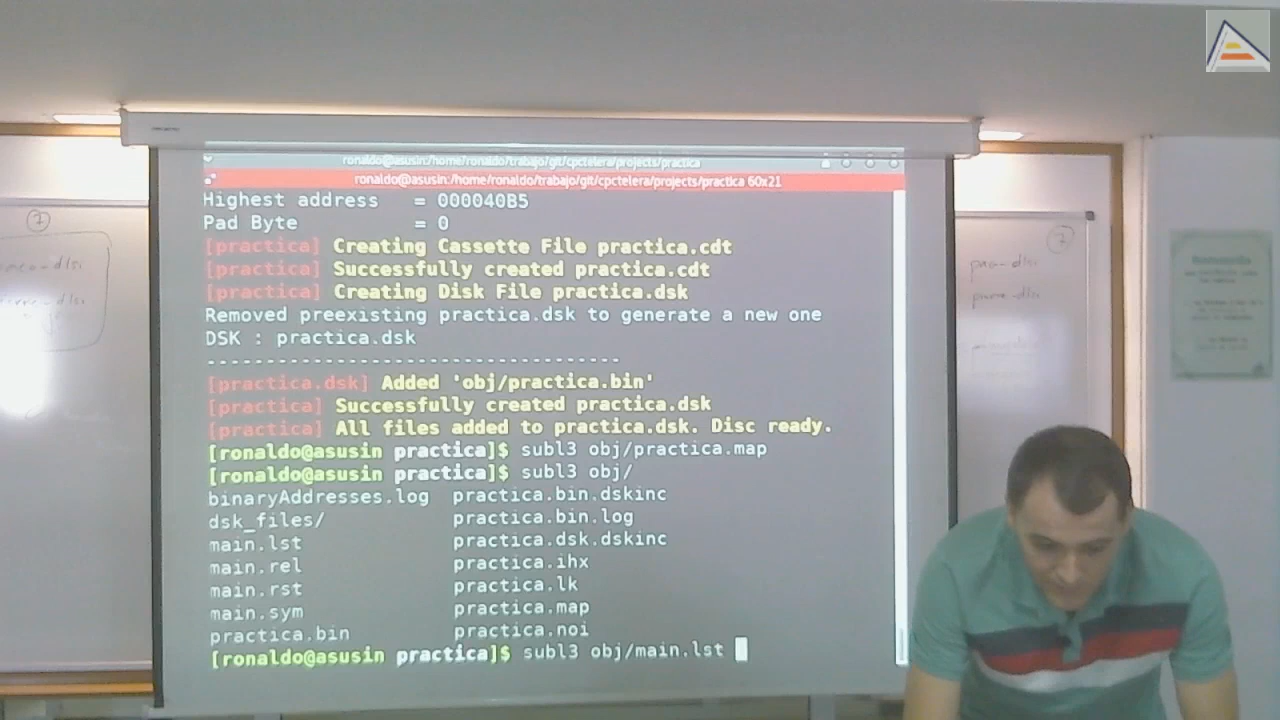 ronaldo@asusin:/home/ronaldo/trabajo/git/cpctelera/projects/practica
ronaldo@asusin:/home/ronaldo/trabajo/git/cpctelera/projects/practica 60x21
Highest address   = 000040B5
Pad Byte          = 0
[practica] Creating Cassette File practica.cdt
[practica] Successfully created practica.cdt
[practica] Creating Disk File practica.dsk
Removed preexisting practica.dsk to generate a new one
DSK : practica.dsk
------------------------------------
[practica.dsk] Added 'obj/practica.bin'
[practica] Successfully created practica.dsk
[practica] All files added to practica.dsk. Disc ready.
[ronaldo@asusin practica]$ subl3 obj/practica.map
[ronaldo@asusin practica]$ subl3 obj/
binaryAddresses.log  practica.bin.dskinc
dsk_files/           practica.bin.log
main.lst             practica.dsk.dskinc
main.rel             practica.ihx
main.rst             practica.lk
main.sym             practica.map
practica.bin         practica.noi
[ronaldo@asusin practica]$ subl3 obj/main.lst
7
7